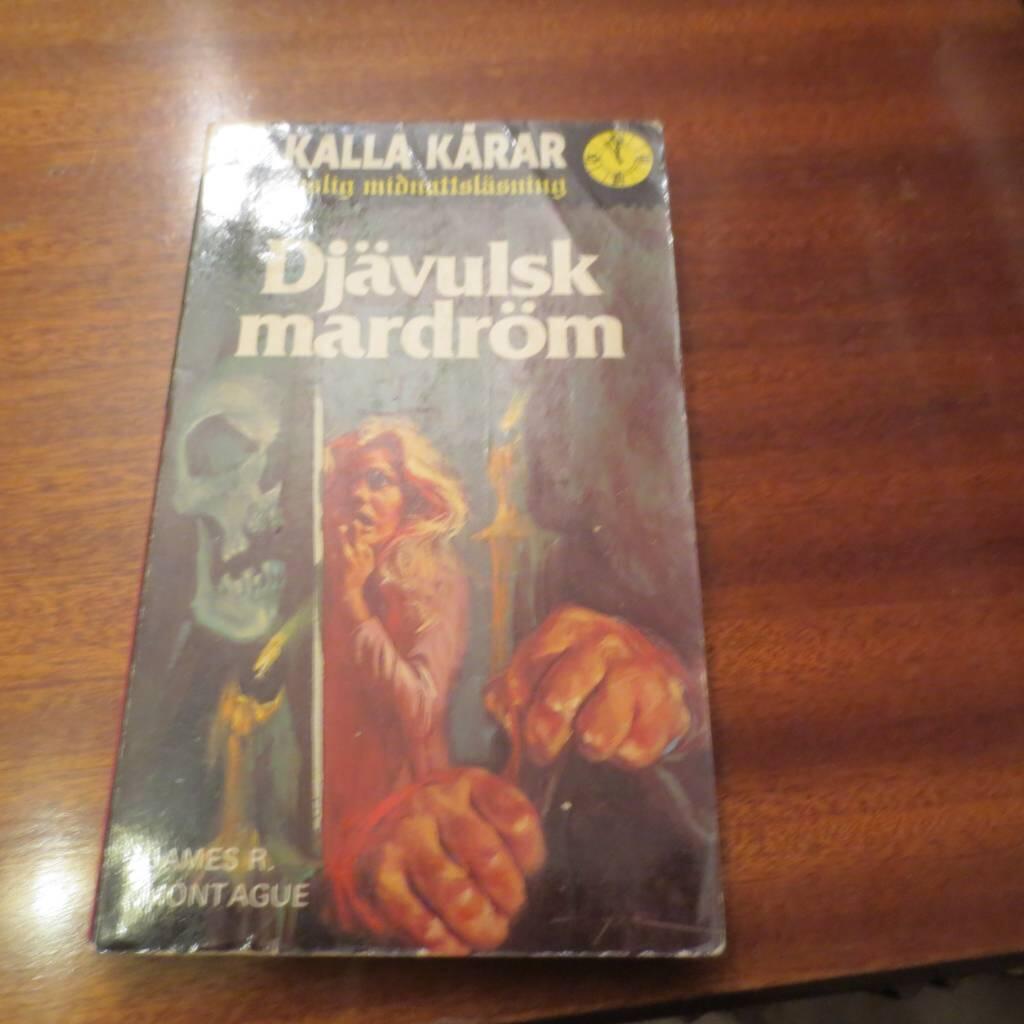 KALLA KÅRAR
midnattsläsning
Djävulsk
mardröm
JAMES R.
MONTAGUE